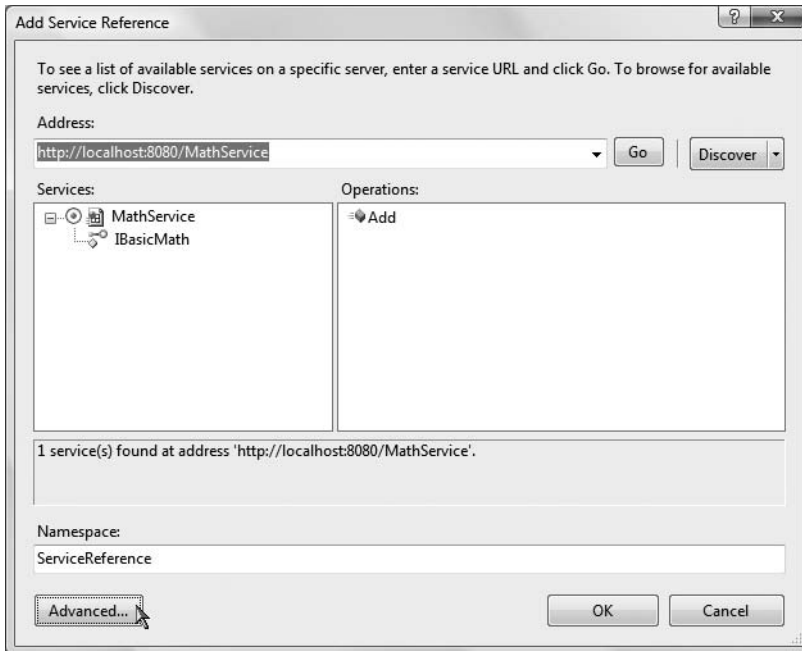 Add Service Reference
To see a list of available services on a specific server, enter a service URL and click Go. To browse for available
services, click Discover.
Address:
http://localhost:8080/MathService
Go
Discover
Services:
Operations:
MathService
IBasicMath
Add
1 service(s) found at address 'http://localhost:8080/MathService'.
Namespace:
ServiceReference
Advanced...
OK
Cancel